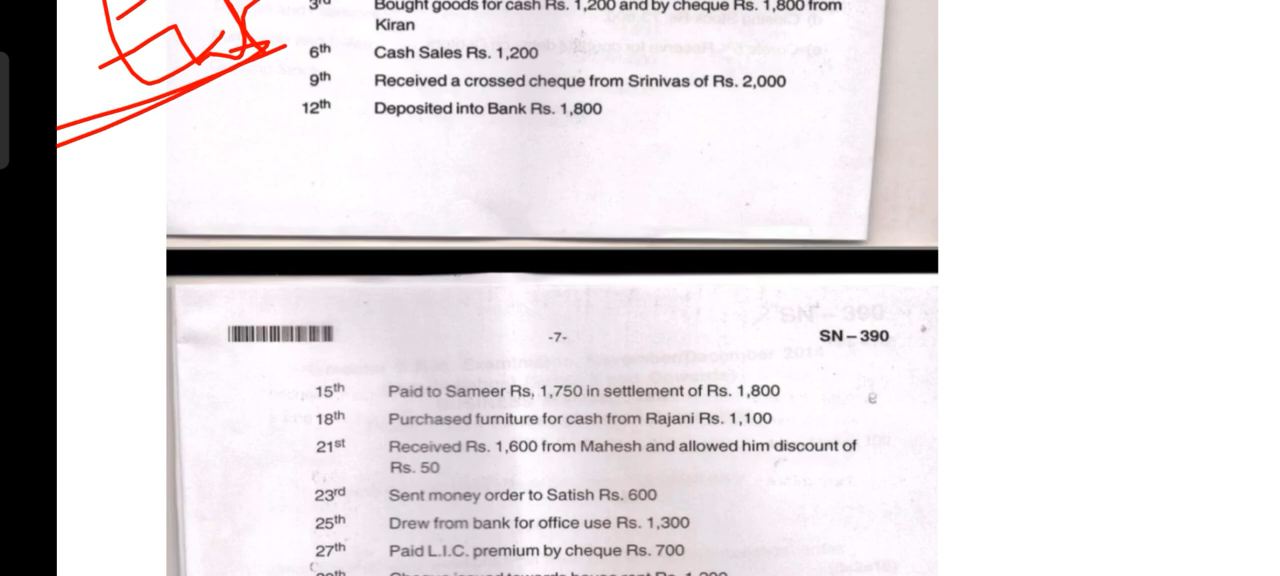 3rd Bought goods for cash Rs. 1,200 and by cheque Rs. 1,800 from
Kiran
6th Cash Sales Rs. 1,200
9th Received a crossed cheque from Srinivas of Rs. 2,000
12th Deposited into Bank Rs. 1,800
-7- SN – 390
15th Paid to Sameer Rs, 1,750 in settlement of Rs. 1,800
18th Purchased furniture for cash from Rajani Rs. 1,100
21st Received Rs. 1,600 from Mahesh and allowed him discount of
Rs. 50
23rd Sent money order to Satish Rs. 600
25th Drew from bank for office use Rs. 1,300
27th Paid L.I.C. premium by cheque Rs. 700